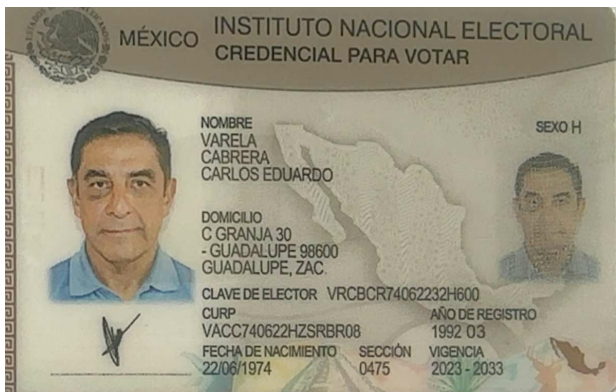 MÉXICO
INSTITUTO NACIONAL ELECTORAL
CREDENCIAL PARA VOTAR
NOMBRE
VARELA
CABRERA
CARLOS EDUARDO
SEXO H
DOMICILIO
C GRANJA 30
- GUADALUPE 98600
GUADALUPE, ZAC.
CLAVE DE ELECTOR VRCBCR74062232H600
CURP
VACC740622HZSRBR08
AÑO DE REGISTRO
1992 03
FECHA DE NACIMIENTO
22/06/1974
SECCIÓN
0475
VIGENCIA
2023 - 2033